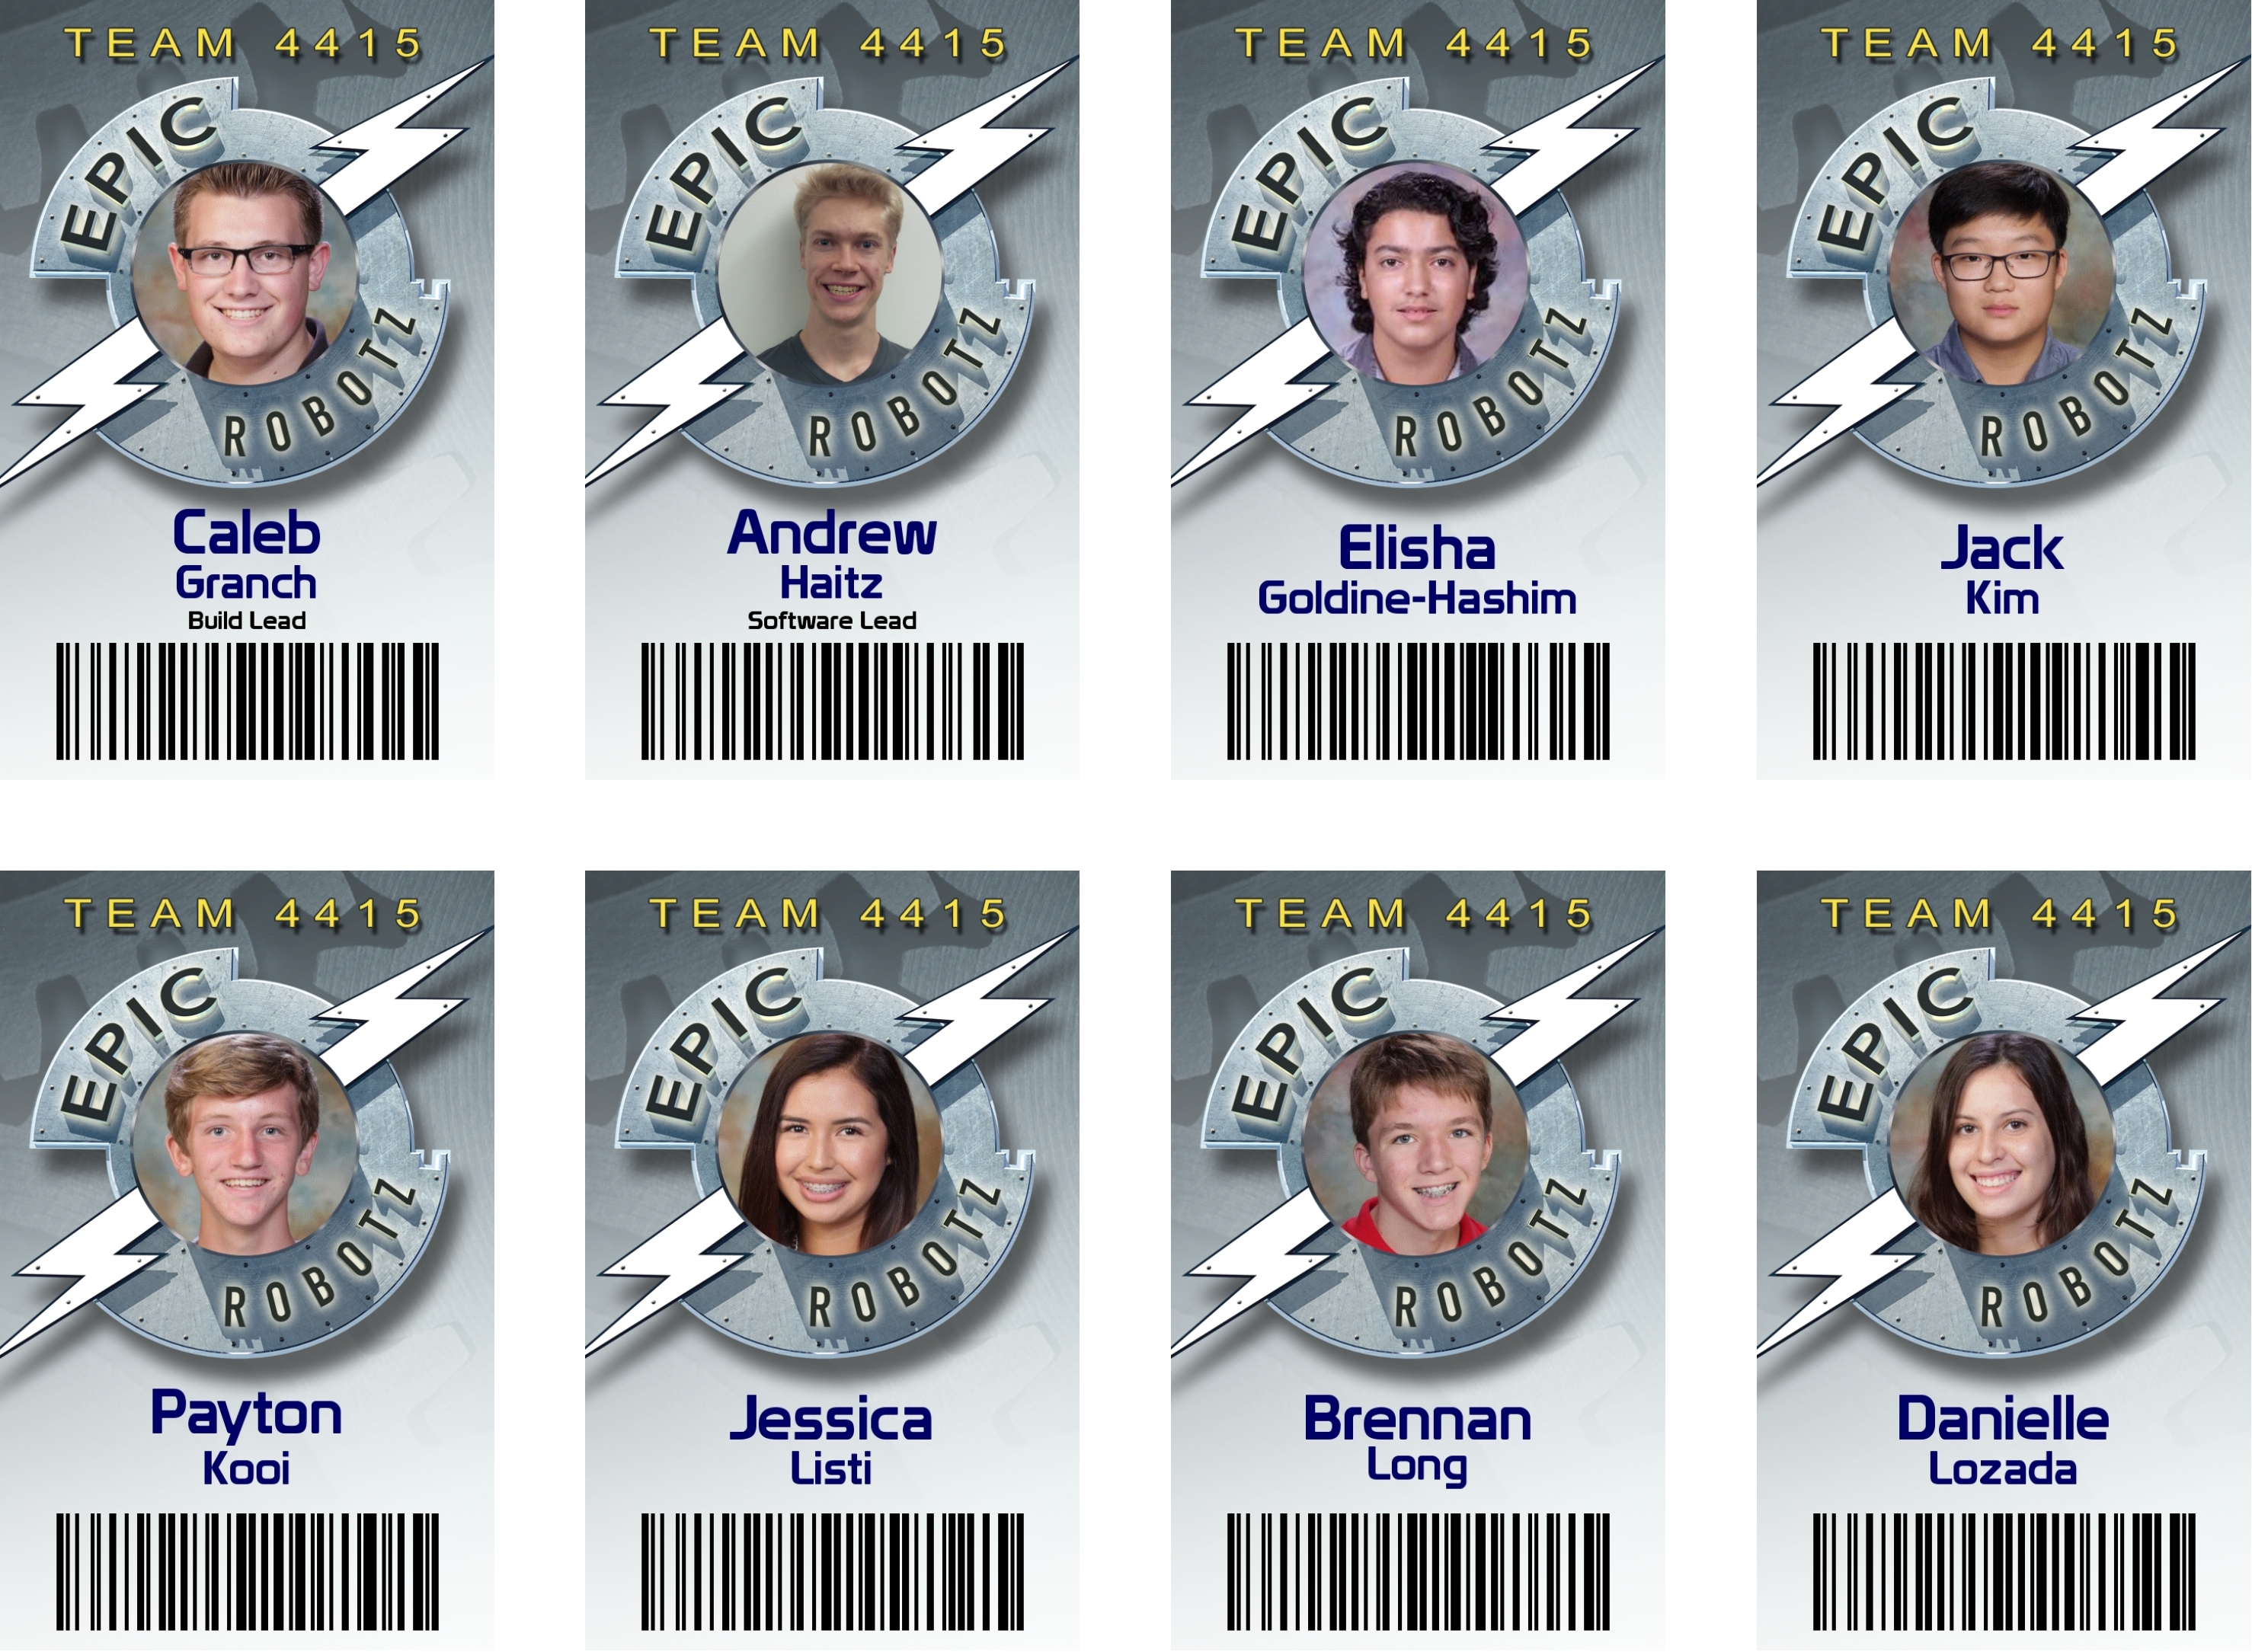 TEAM 4415
EPIC
ROBOTZ
Caleb
Granch
Build Lead
TEAM 4415
EPIC
ROBOTZ
Andrew
Haitz
Software Lead
TEAM 4415
EPIC
ROBOTZ
Elisha
Goldine-Hashim
TEAM 4415
EPIC
ROBOTZ
Jack
Kim
TEAM 4415
EPIC
ROBOTZ
Payton
Kooi
TEAM 4415
EPIC
ROBOTZ
Jessica
Listi
TEAM 4415
EPIC
ROBOTZ
Brennan
Long
TEAM 4415
EPIC
ROBOTZ
Danielle
Lozada